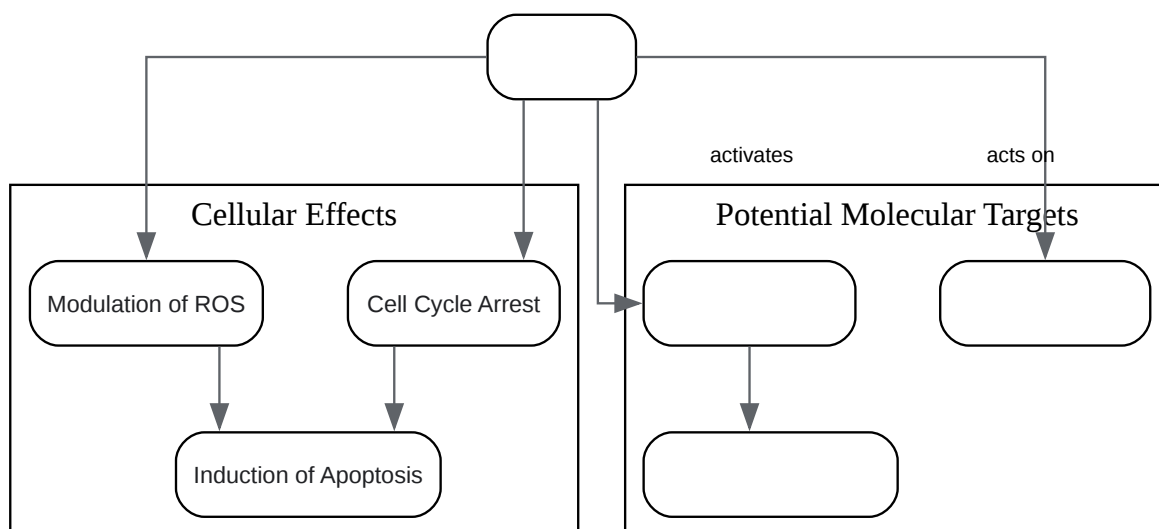 activates
acts on
Cellular Effects
Potential Molecular Targets
Modulation of ROS
Cell Cycle Arrest
Induction of Apoptosis